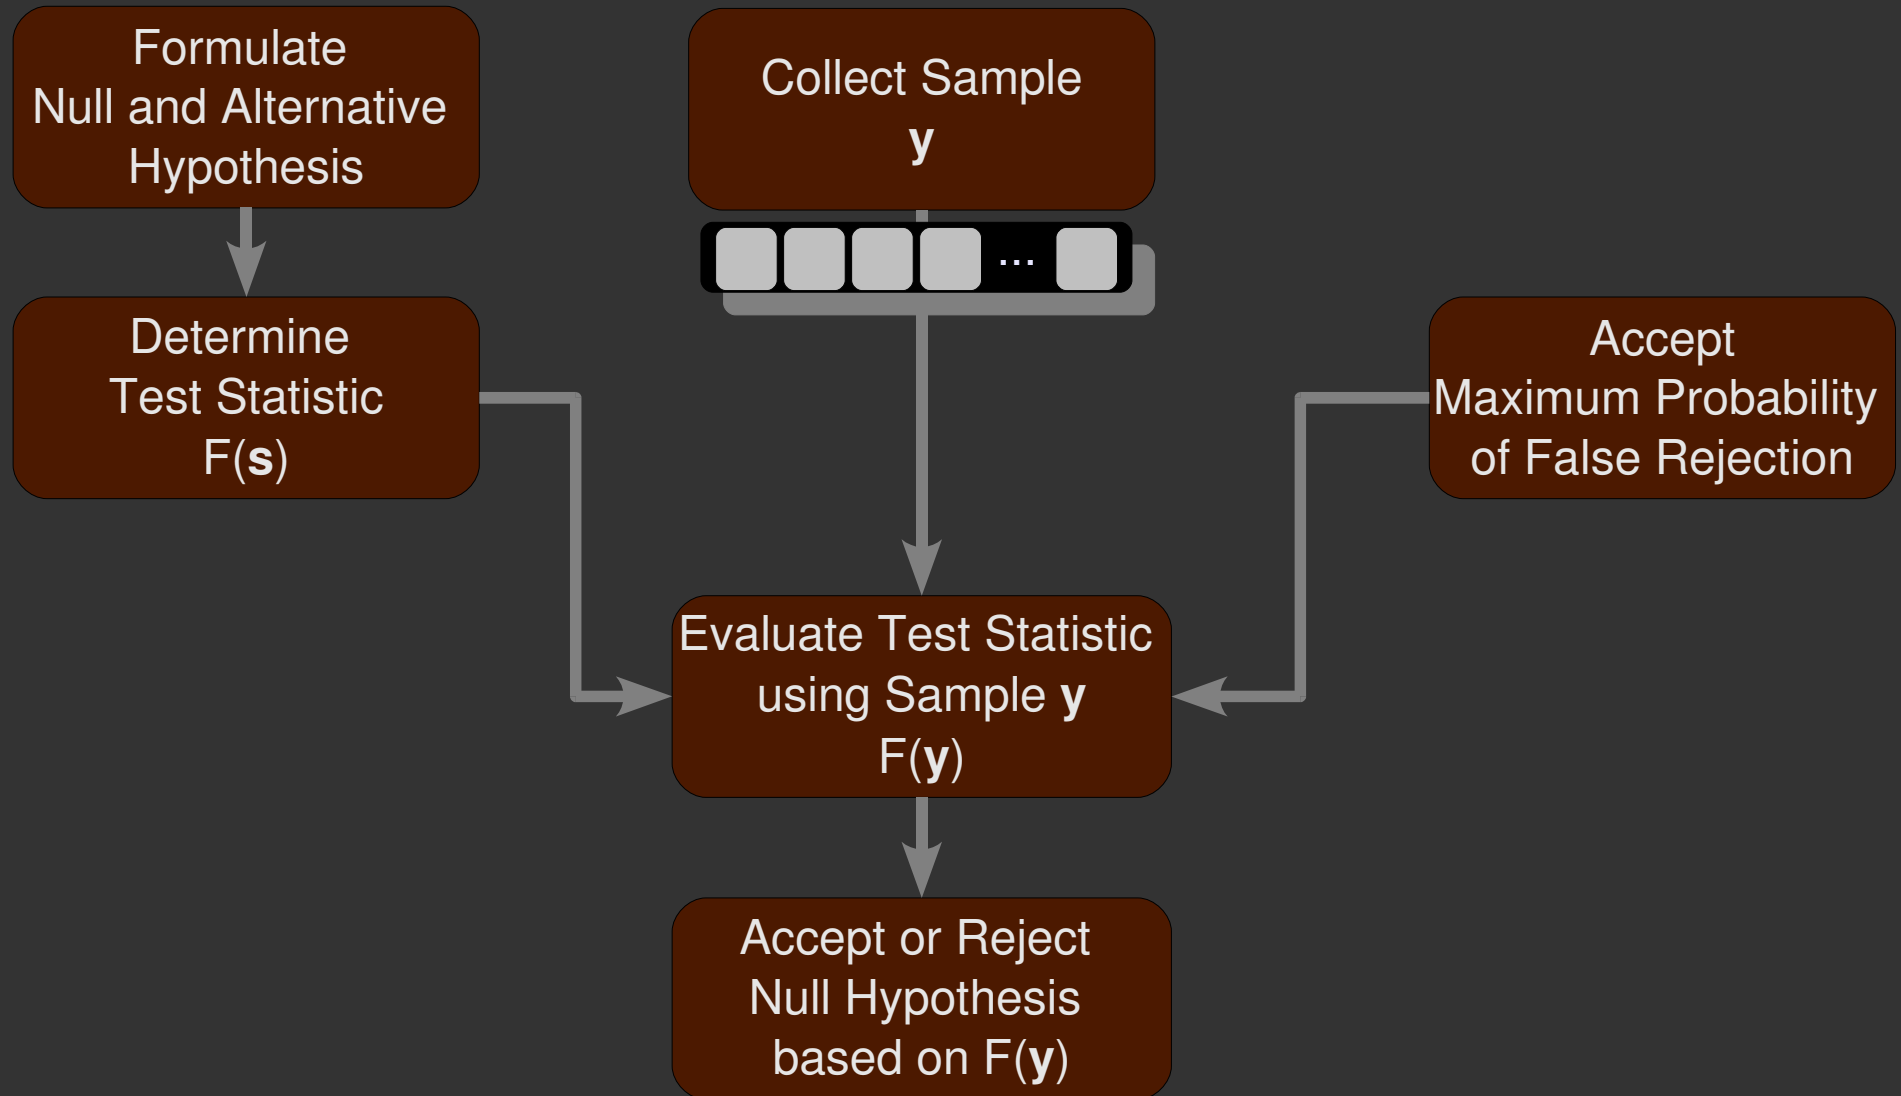 Formulate
Null and Alternative
Hypothesis
Collect Sample
y
...
Determine
Test Statistic
F(s)
Accept
Maximum Probability
of False Rejection
Evaluate Test Statistic
using Sample y
F(y)
Accept or Reject
Null Hypothesis
based on F(y)